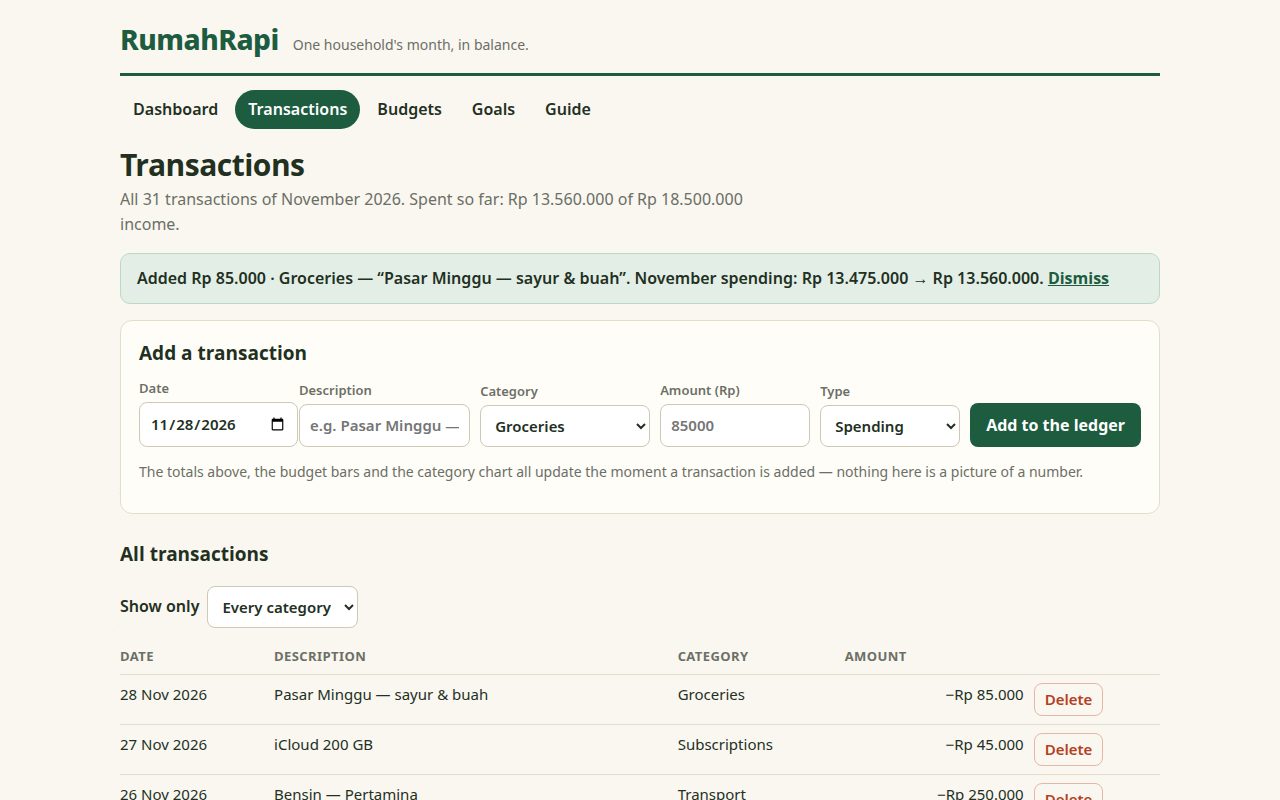 RumahRapi One household's month, in balance.
Dashboard Transactions Budgets Goals Guide
Transactions
All 31 transactions of November 2026. Spent so far: Rp 13.560.000 of Rp 18.500.000
income.
Added Rp 85.000 · Groceries — “Pasar Minggu — sayur & buah”. November spending: Rp 13.475.000 → Rp 13.560.000. Dismiss
Add a transaction
Date Description Category Amount (Rp) Type
11/28/2026 e.g. Pasar Minggu — Groceries 85000 Spending Add to the ledger
The totals above, the budget bars and the category chart all update the moment a transaction is added — nothing here is a picture of a number.
All transactions
Show only Every category
DATE DESCRIPTION CATEGORY AMOUNT
28 Nov 2026 Pasar Minggu — sayur & buah Groceries −Rp 85.000 Delete
27 Nov 2026 iCloud 200 GB Subscriptions −Rp 45.000 Delete
26 Nov 2026 Bensin — Pertamina Transport −Rp 250.000 Delete